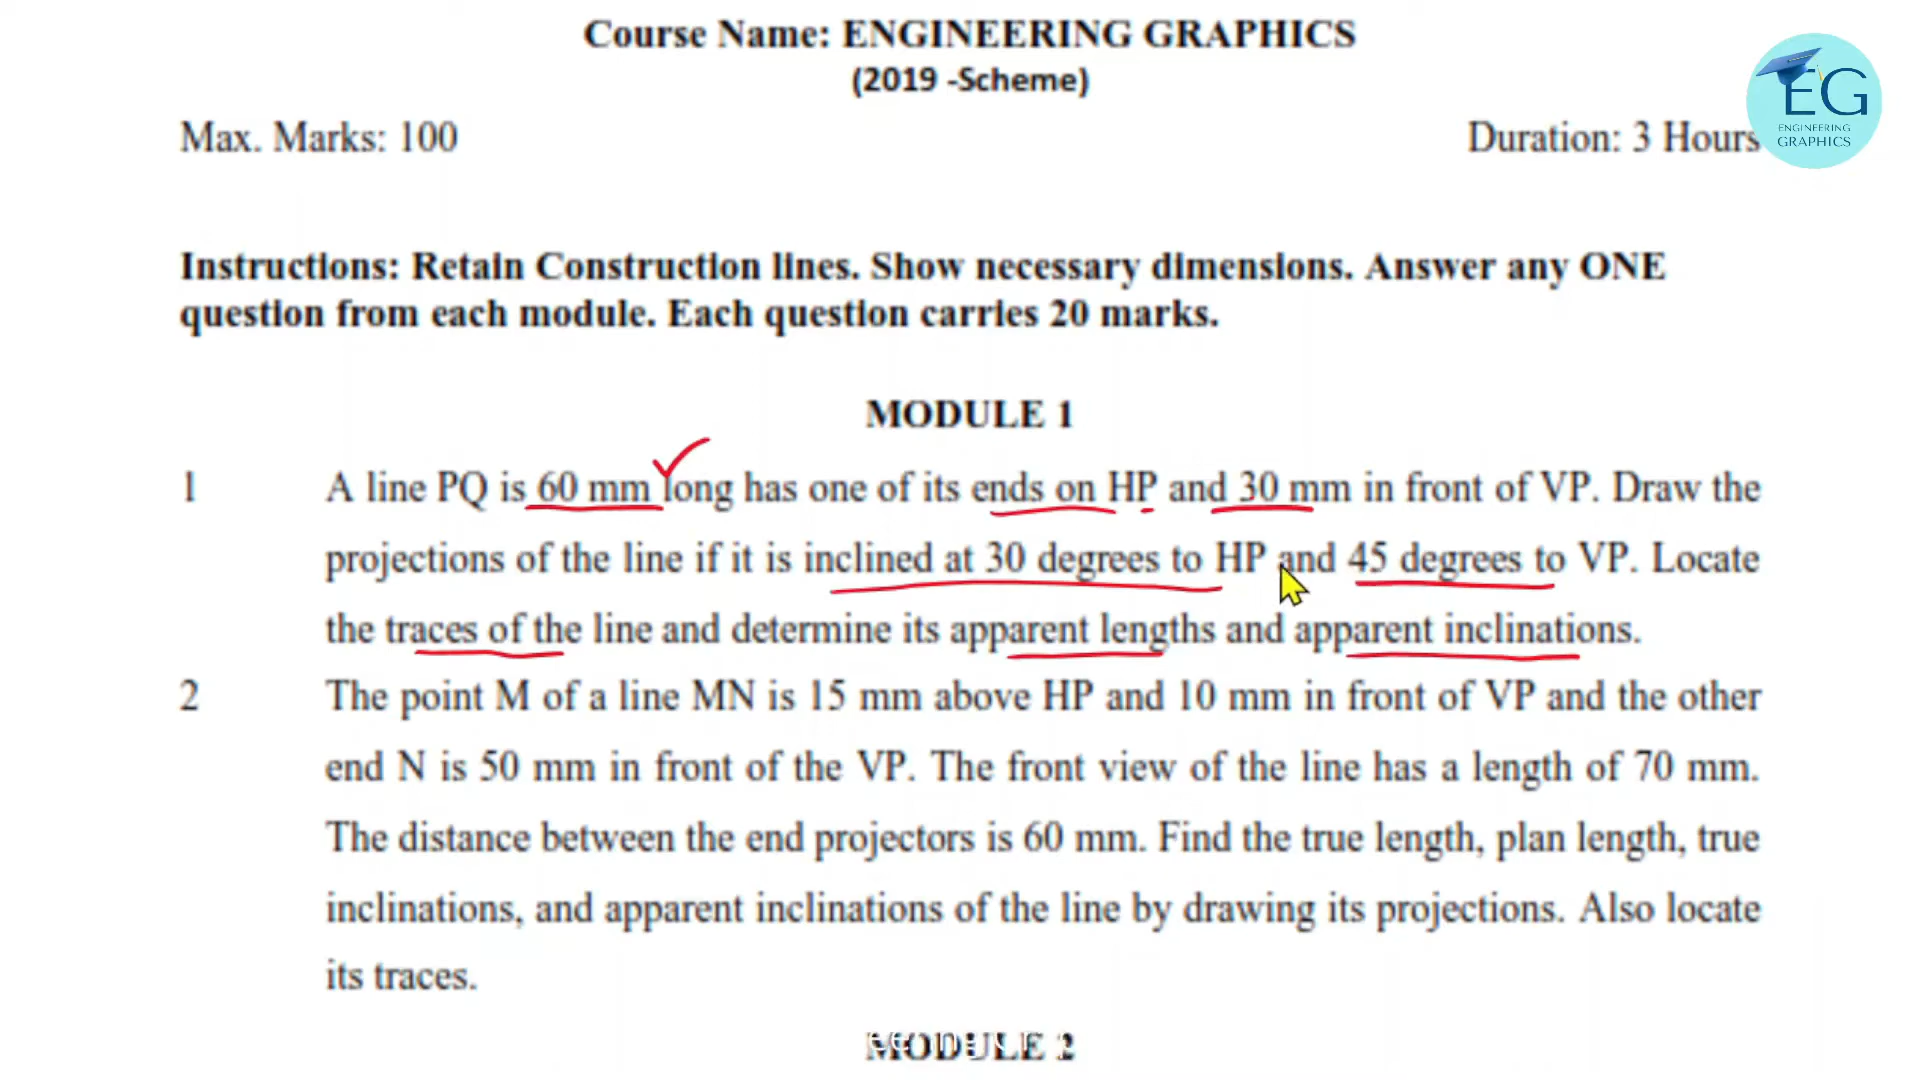 Course Name: ENGINEERING GRAPHICS
(2019 -Scheme)
EG
ENGINEERING
GRAPHICS
Max. Marks: 100
Duration: 3 Hours
Instructions: Retain Construction lines. Show necessary dimensions. Answer any ONE
question from each module. Each question carries 20 marks.
MODULE 1
1 A line PQ is 60 mm long has one of its ends on HP and 30 mm in front of VP. Draw the
projections of the line if it is inclined at 30 degrees to HP and 45 degrees to VP. Locate
the traces of the line and determine its apparent lengths and apparent inclinations.
2 The point M of a line MN is 15 mm above HP and 10 mm in front of VP and the other
end N is 50 mm in front of the VP. The front view of the line has a length of 70 mm.
The distance between the end projectors is 60 mm. Find the true length, plan length, true
inclinations, and apparent inclinations of the line by drawing its projections. Also locate
its traces.
MODULE 2